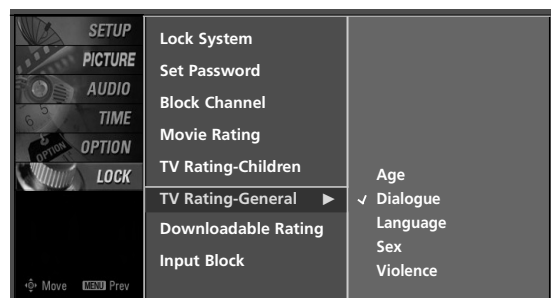 SETUP
PICTURE
AUDIO
TIME
OPTION
LOCK
Move MENU Prev
Lock System
Set Password
Block Channel
Movie Rating
TV Rating-Children
TV Rating-General ►
Downloadable Rating
Input Block
Age
✓ Dialogue
Language
Sex
Violence